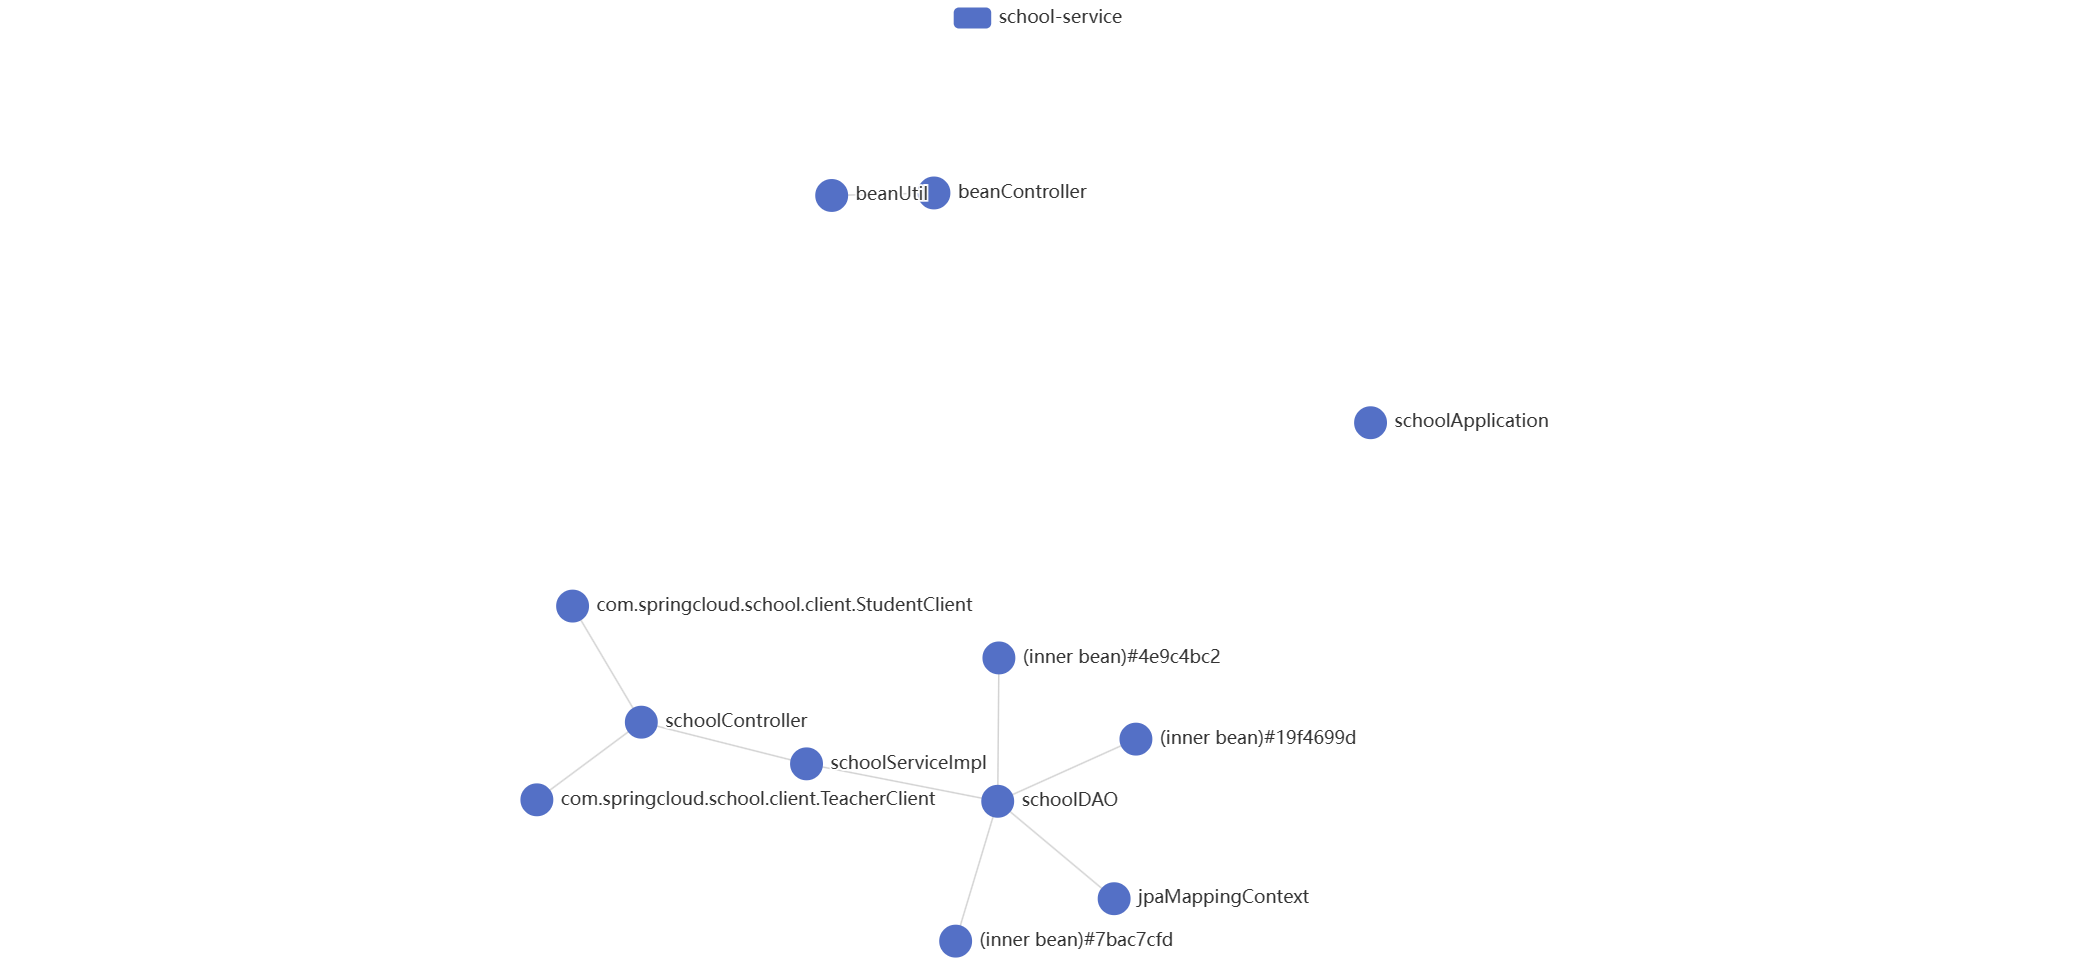 school-service
beanUtil
beanController
schoolApplication
com.springcloud.school.client.StudentClient
(inner bean)#4e9c4bc2
schoolController
(inner bean)#19f4699d
schoolServiceImpl
com.springcloud.school.client.TeacherClient
schoolDAO
jpaMappingContext
(inner bean)#7bac7cfd